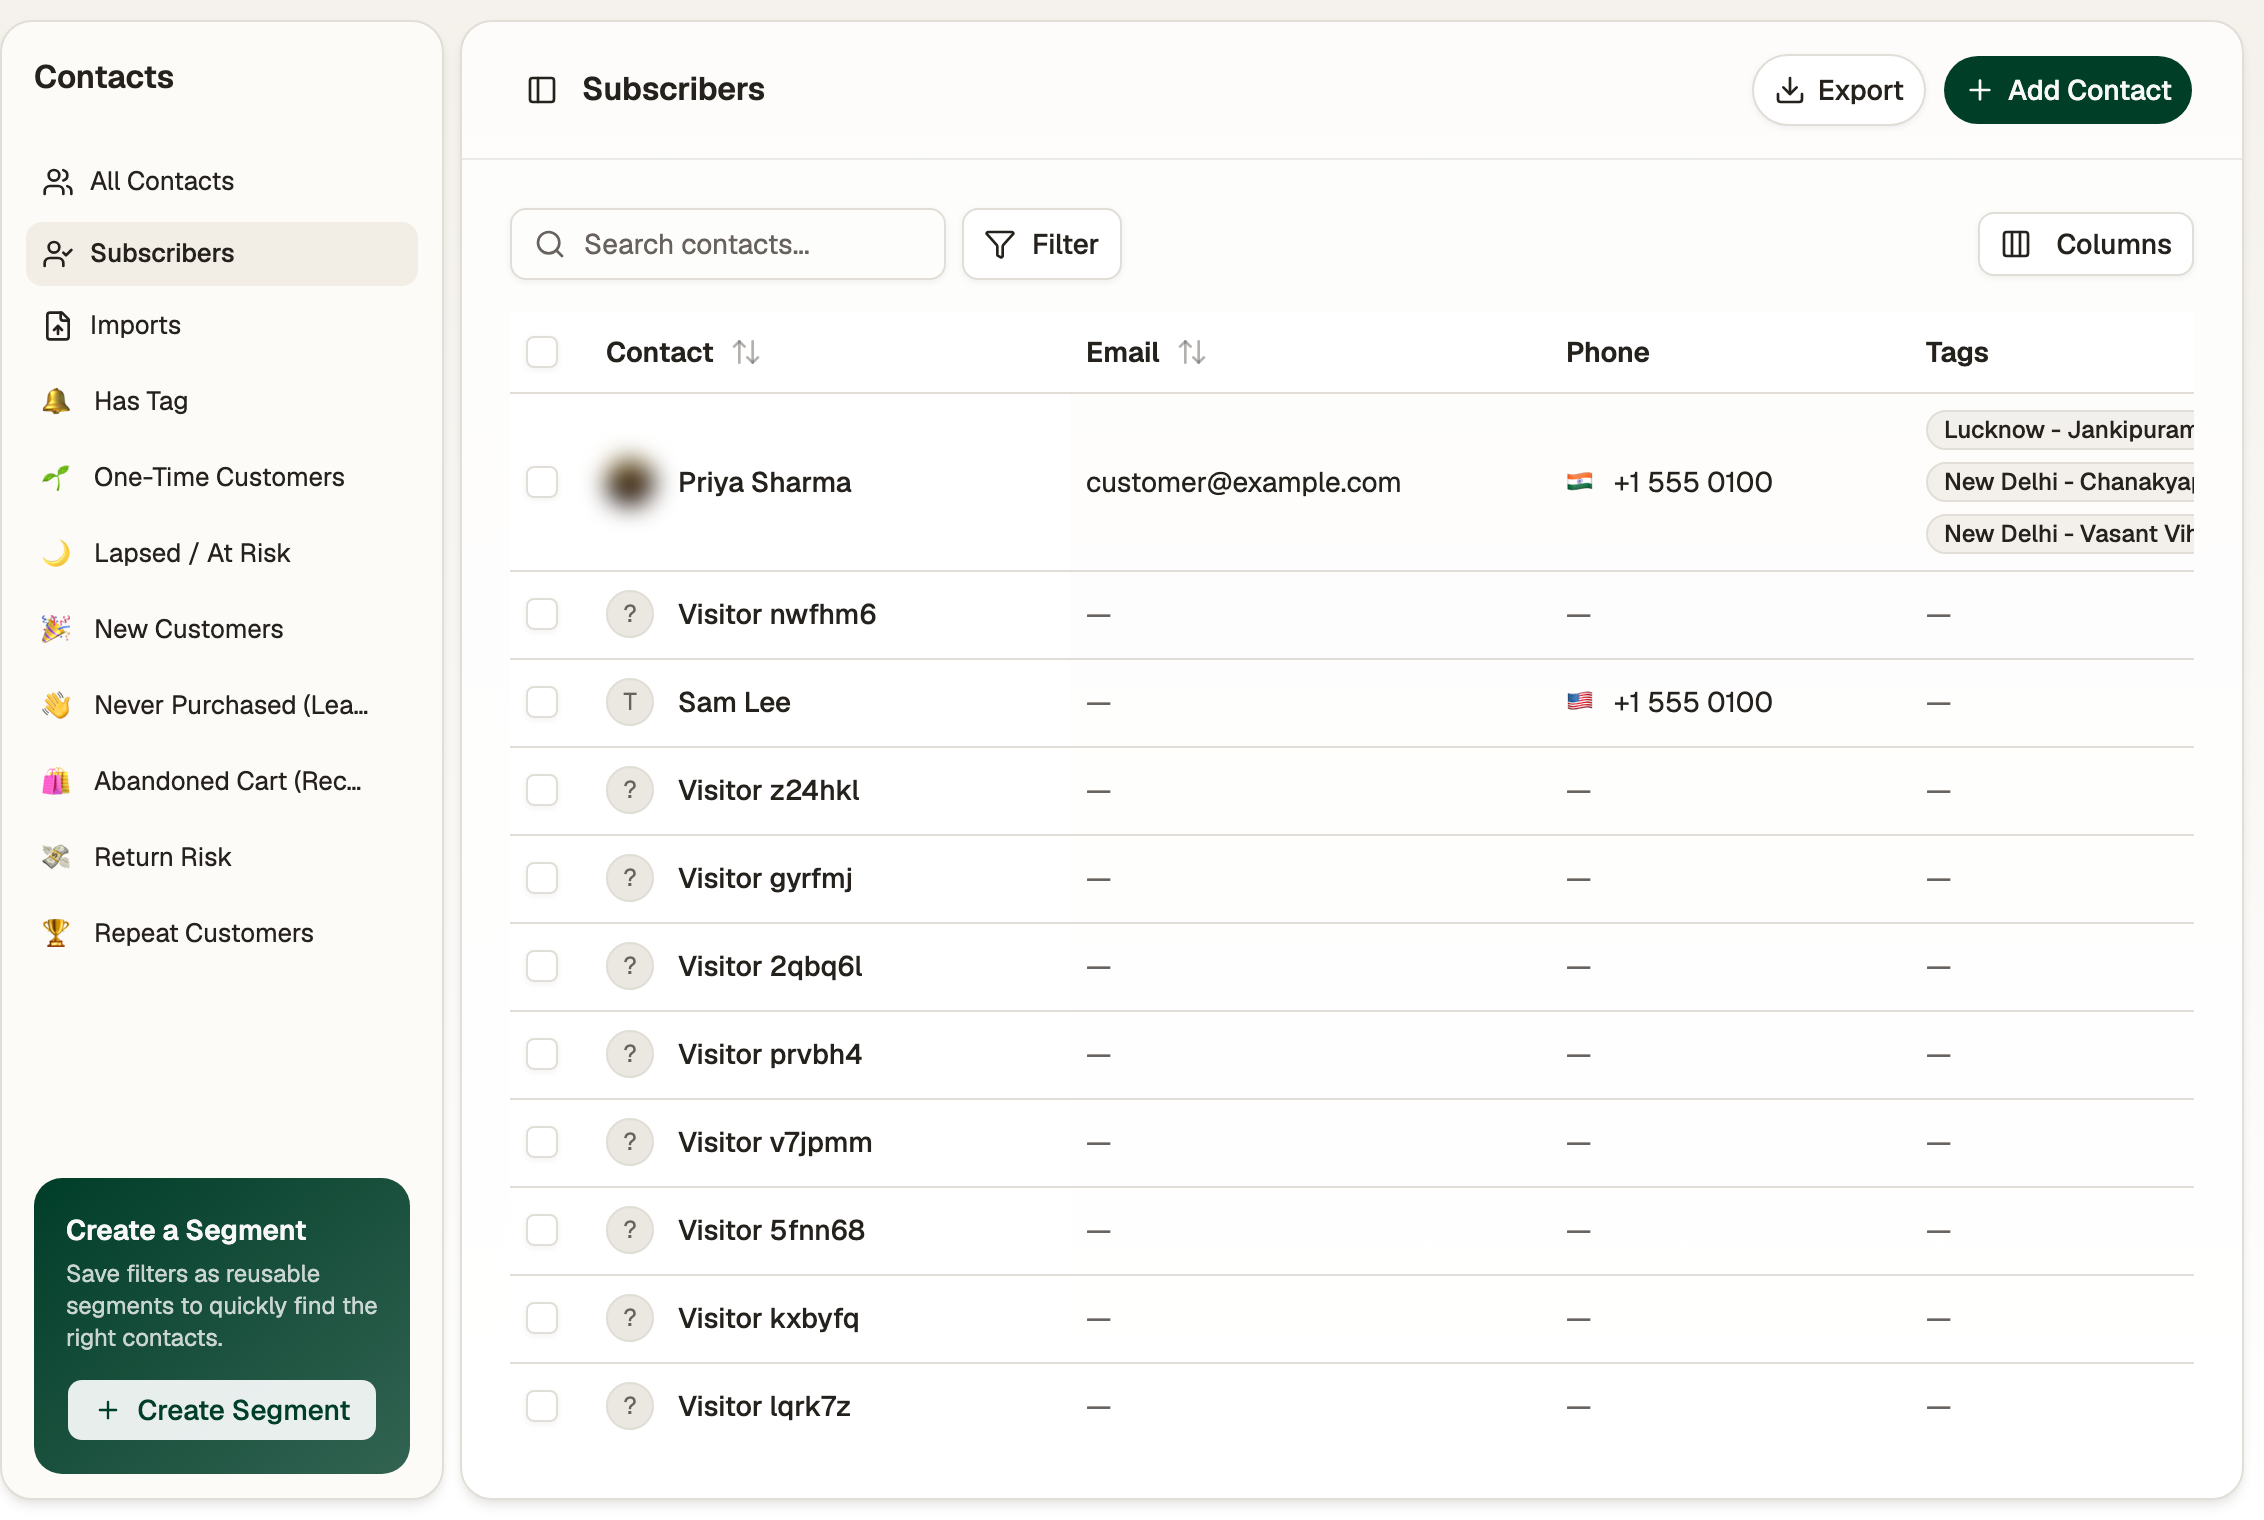 Contacts
All Contacts
Subscribers
Imports
Has Tag
One-Time Customers
Lapsed / At Risk
New Customers
Never Purchased (Lea...
Abandoned Cart (Rec...
Return Risk
Repeat Customers
Create a Segment
Save filters as reusable
segments to quickly find the
right contacts.
+ Create Segment
Subscribers
Export
+ Add Contact
Search contacts...
Filter
Columns
Contact Email Phone Tags
Priya Sharma customer@example.com +1 555 0100
Lucknow - Jankipuram
New Delhi - Chanakyap
New Delhi - Vasant Vih
? Visitor nwfhm6 — — —
T Sam Lee — +1 555 0100 —
? Visitor z24hkl — — —
? Visitor gyrfmj — — —
? Visitor 2qbq6l — — —
? Visitor prvbh4 — — —
? Visitor v7jpmm — — —
? Visitor 5fnn68 — — —
? Visitor kxbyfq — — —
? Visitor lqrk7z — — —